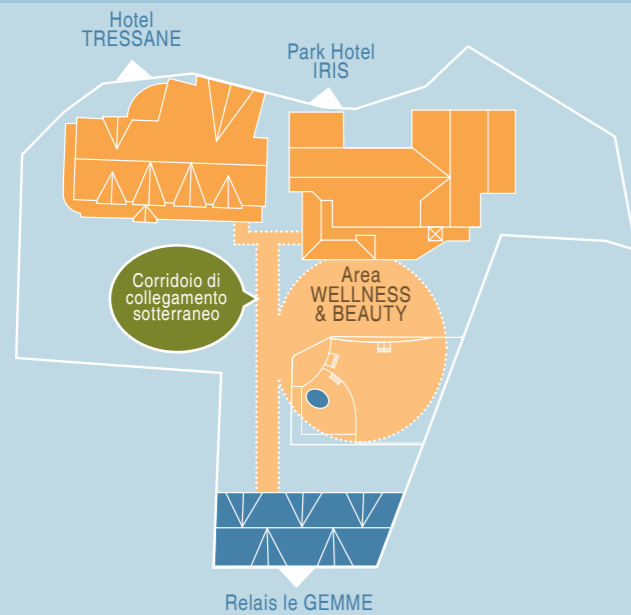 Hotel
TRESSANE
Park Hotel
IRIS
Corridoio di
collegamento
sotterraneo
Area
WELLNESS
& BEAUTY
Relais le GEMME